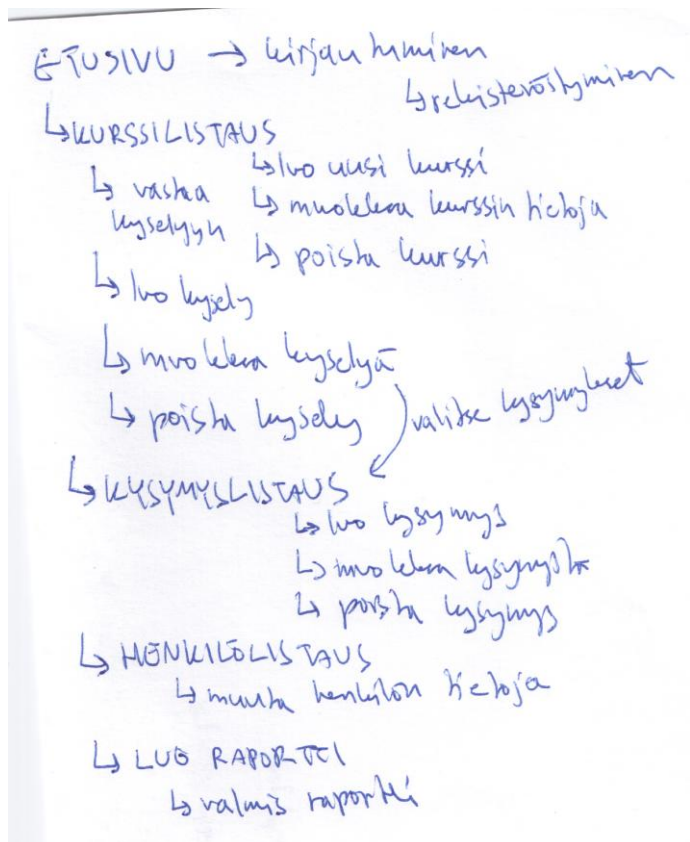 ETUSIVU → kirjautuminen
↳ rekisteröityminen
↳ KURSSILISTAUS
↳ luo uusi kurssi
↳ vastaa kyselyyn
↳ muokkaa kurssin tietoja
↳ poista kurssi
↳ luo kysely
↳ muokkaa kyselyä
↳ poista kysely
valitse kysymykset
↳ KYSYMYSLISTAUS
↳ luo kysymys
↳ muokkaa kysymystä
↳ poista kysymys
↳ HENKILÖLISTAUS
↳ muuta henkilön tietoja
↳ LUO RAPORTTI
↳ valmis raportti